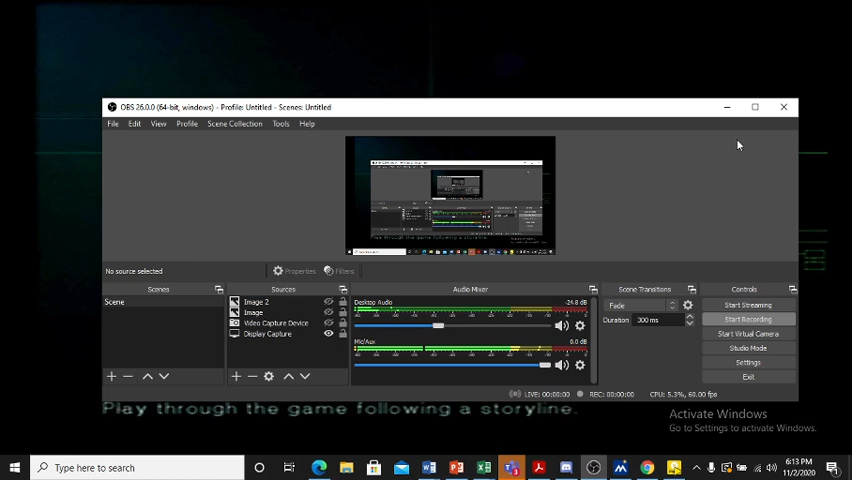 OBS 26.0.0 (64-bit, windows) - Profile: Untitled - Scenes: Untitled
File Edit View Profile Scene Collection Tools Help
No source selected
Properties Filters
Scenes
Scene
Sources
Image 2
Image
Video Capture Device
Display Capture
Audio Mixer
Desktop Audio -24.8 dB
Mic/Aux 0.0 dB
Scene Transitions
Fade
Duration 300 ms
Controls
Start Streaming
Start Recording
Start Virtual Camera
Studio Mode
Settings
Exit
LIVE: 00:00:00 REC: 00:00:00 CPU: 5.3%, 60.00 fps
Play through the game following a storyline.
Activate Windows
Go to Settings to activate Windows.
Type here to search
6:13 PM
11/2/2020